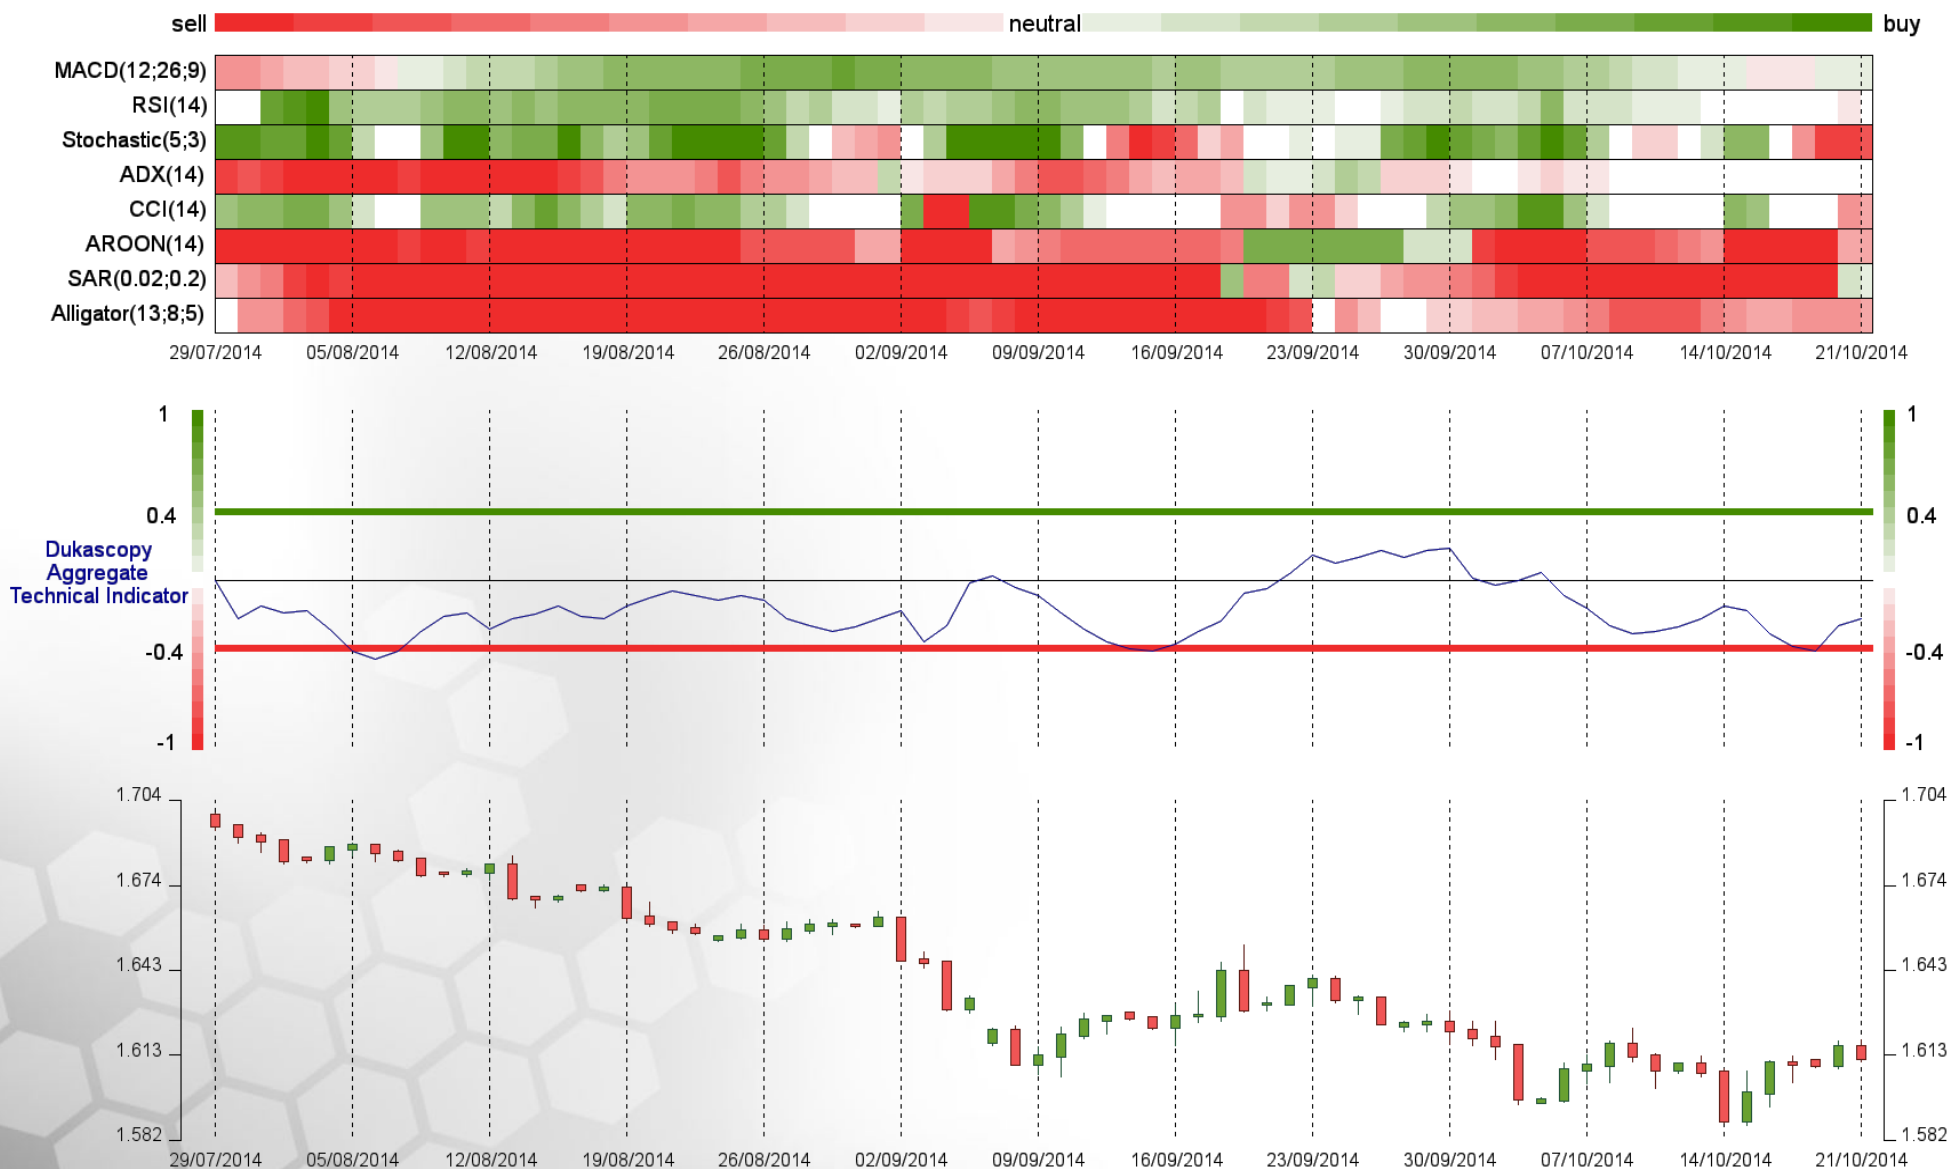 sell neutral buy
MACD(12;26;9)
RSI(14)
Stochastic(5;3)
ADX(14)
CCI(14)
AROON(14)
SAR(0.02;0.2)
Alligator(13;8;5)
29/07/2014 05/08/2014 12/08/2014 19/08/2014 26/08/2014 02/09/2014 09/09/2014 16/09/2014 23/09/2014 30/09/2014 07/10/2014 14/10/2014 21/10/2014
1 1
0.4 0.4
Dukascopy
Aggregate
Technical Indicator
-0.4 -0.4
-1 -1
1.704 1.704
1.674 1.674
1.643 1.643
1.613 1.613
1.582 1.582
29/07/2014 05/08/2014 12/08/2014 19/08/2014 26/08/2014 02/09/2014 09/09/2014 16/09/2014 23/09/2014 30/09/2014 07/10/2014 14/10/2014 21/10/2014